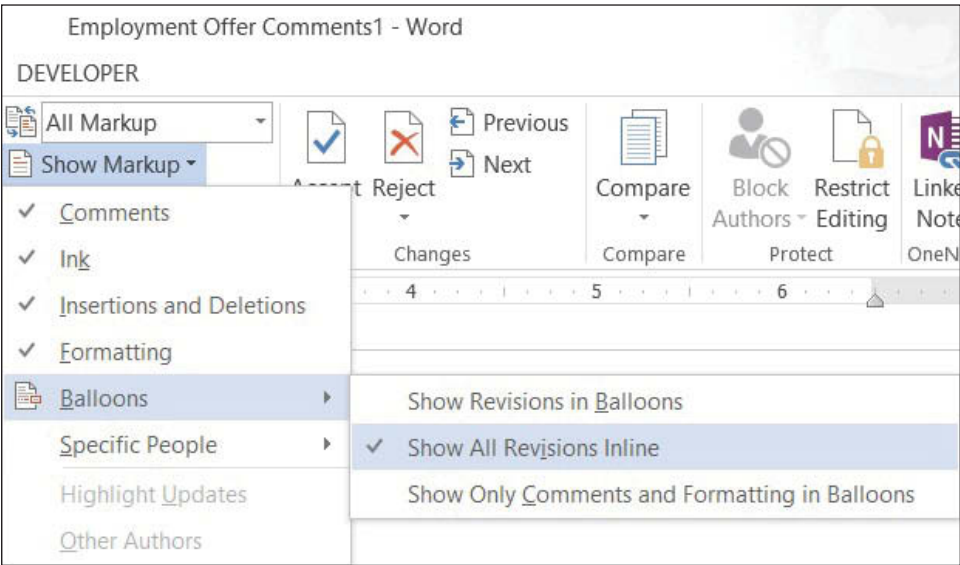 Employment Offer Comments1 - Word
DEVELOPER
All Markup
Show Markup
Reject
Previous
Next
Compare
Block
Authors
Restrict
Editing
Changes
Compare
Protect
Comments
Ink
Insertions and Deletions
Formatting
Balloons
Specific People
Highlight Updates
Other Authors
4 5 6
Show Revisions in Balloons
Show All Revisions Inline
Show Only Comments and Formatting in Balloons